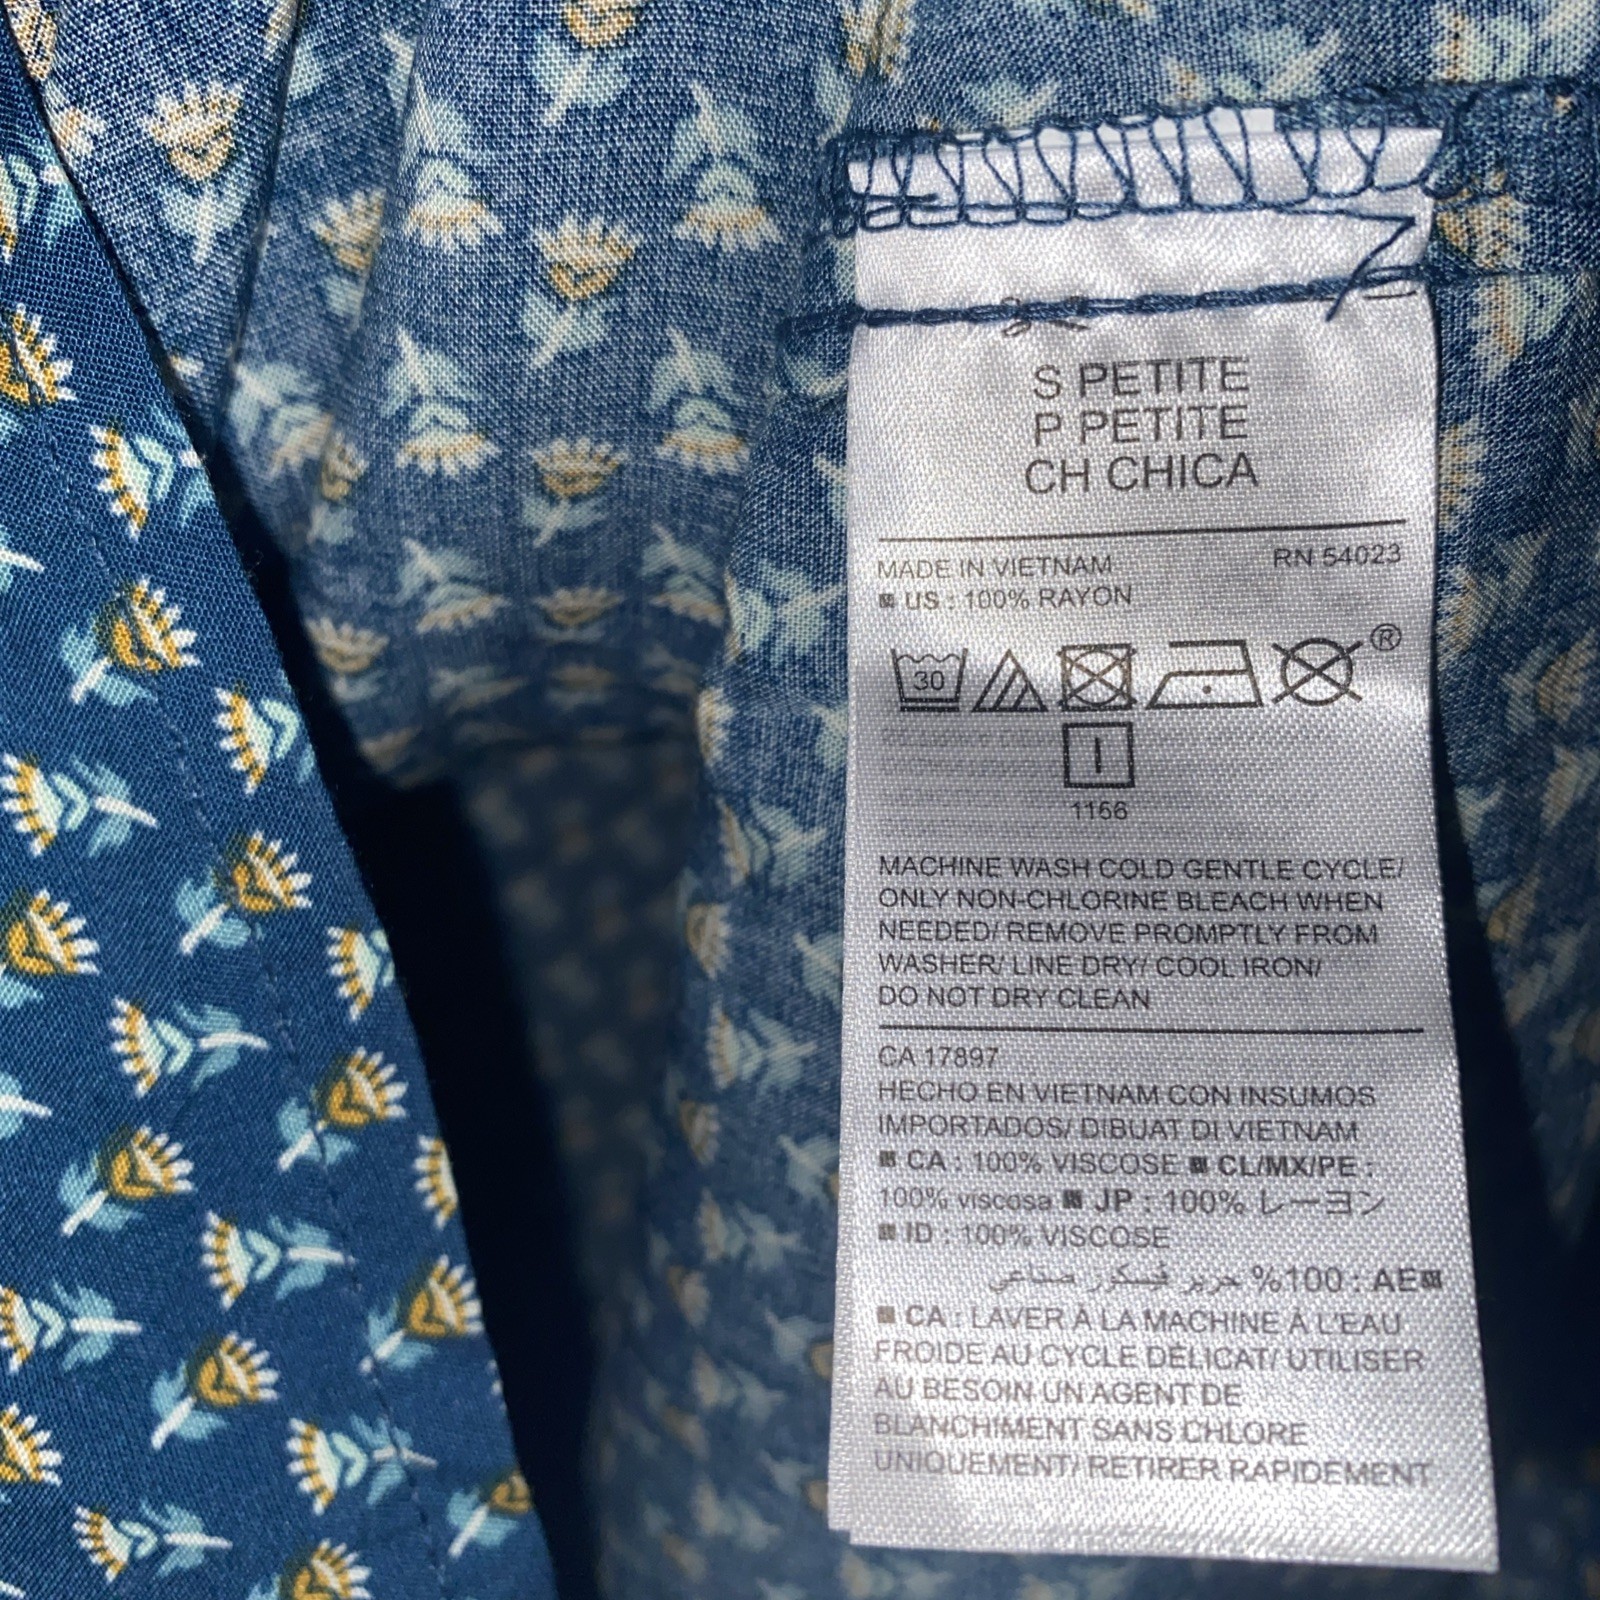 S PETITE
P PETITE
CH CHICA
MADE IN VIETNAM RN 54023
US : 100% RAYON
30 ®
I
1166
MACHINE WASH COLD GENTLE CYCLE/
ONLY NON-CHLORINE BLEACH WHEN
NEEDED/ REMOVE PROMPTLY FROM
WASHER/ LINE DRY/ COOL IRON/
DO NOT DRY CLEAN
CA 17897
HECHO EN VIETNAM CON INSUMOS
IMPORTADOS/ DIBUAT DI VIETNAM
CA : 100% VISCOSE CL/MX/PE :
100% viscosa JP : 100% レーヨン
ID : 100% VISCOSE
AE : 100% حرير فسكوز صناعي
CA : LAVER À LA MACHINE À L'EAU
FROIDE AU CYCLE DÉLICAT/ UTILISER
AU BESOIN UN AGENT DE
BLANCHIMENT SANS CHLORE
UNIQUEMENT/ RETIRER RAPIDEMENT